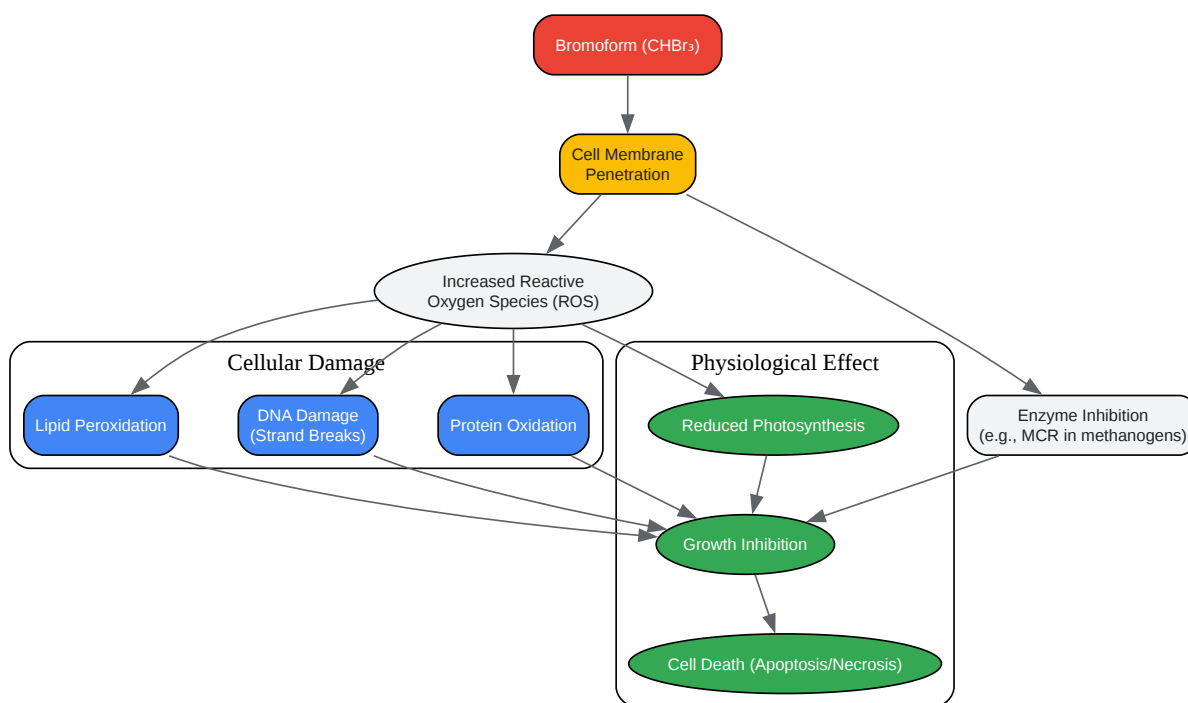 Bromoform (CHBr₃)
Cell Membrane
Penetration
Increased Reactive
Oxygen Species (ROS)
Cellular Damage
Physiological Effect
Lipid Peroxidation
DNA Damage
(Strand Breaks)
Protein Oxidation
Reduced Photosynthesis
Enzyme Inhibition
(e.g., MCR in methanogens)
Growth Inhibition
Cell Death (Apoptosis/Necrosis)